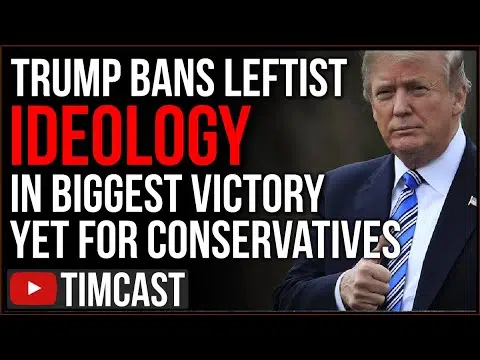 TRUMP BANS LEFTIST
IDEOLOGY
IN BIGGEST VICTORY
YET FOR CONSERVATIVES
TIMCAST